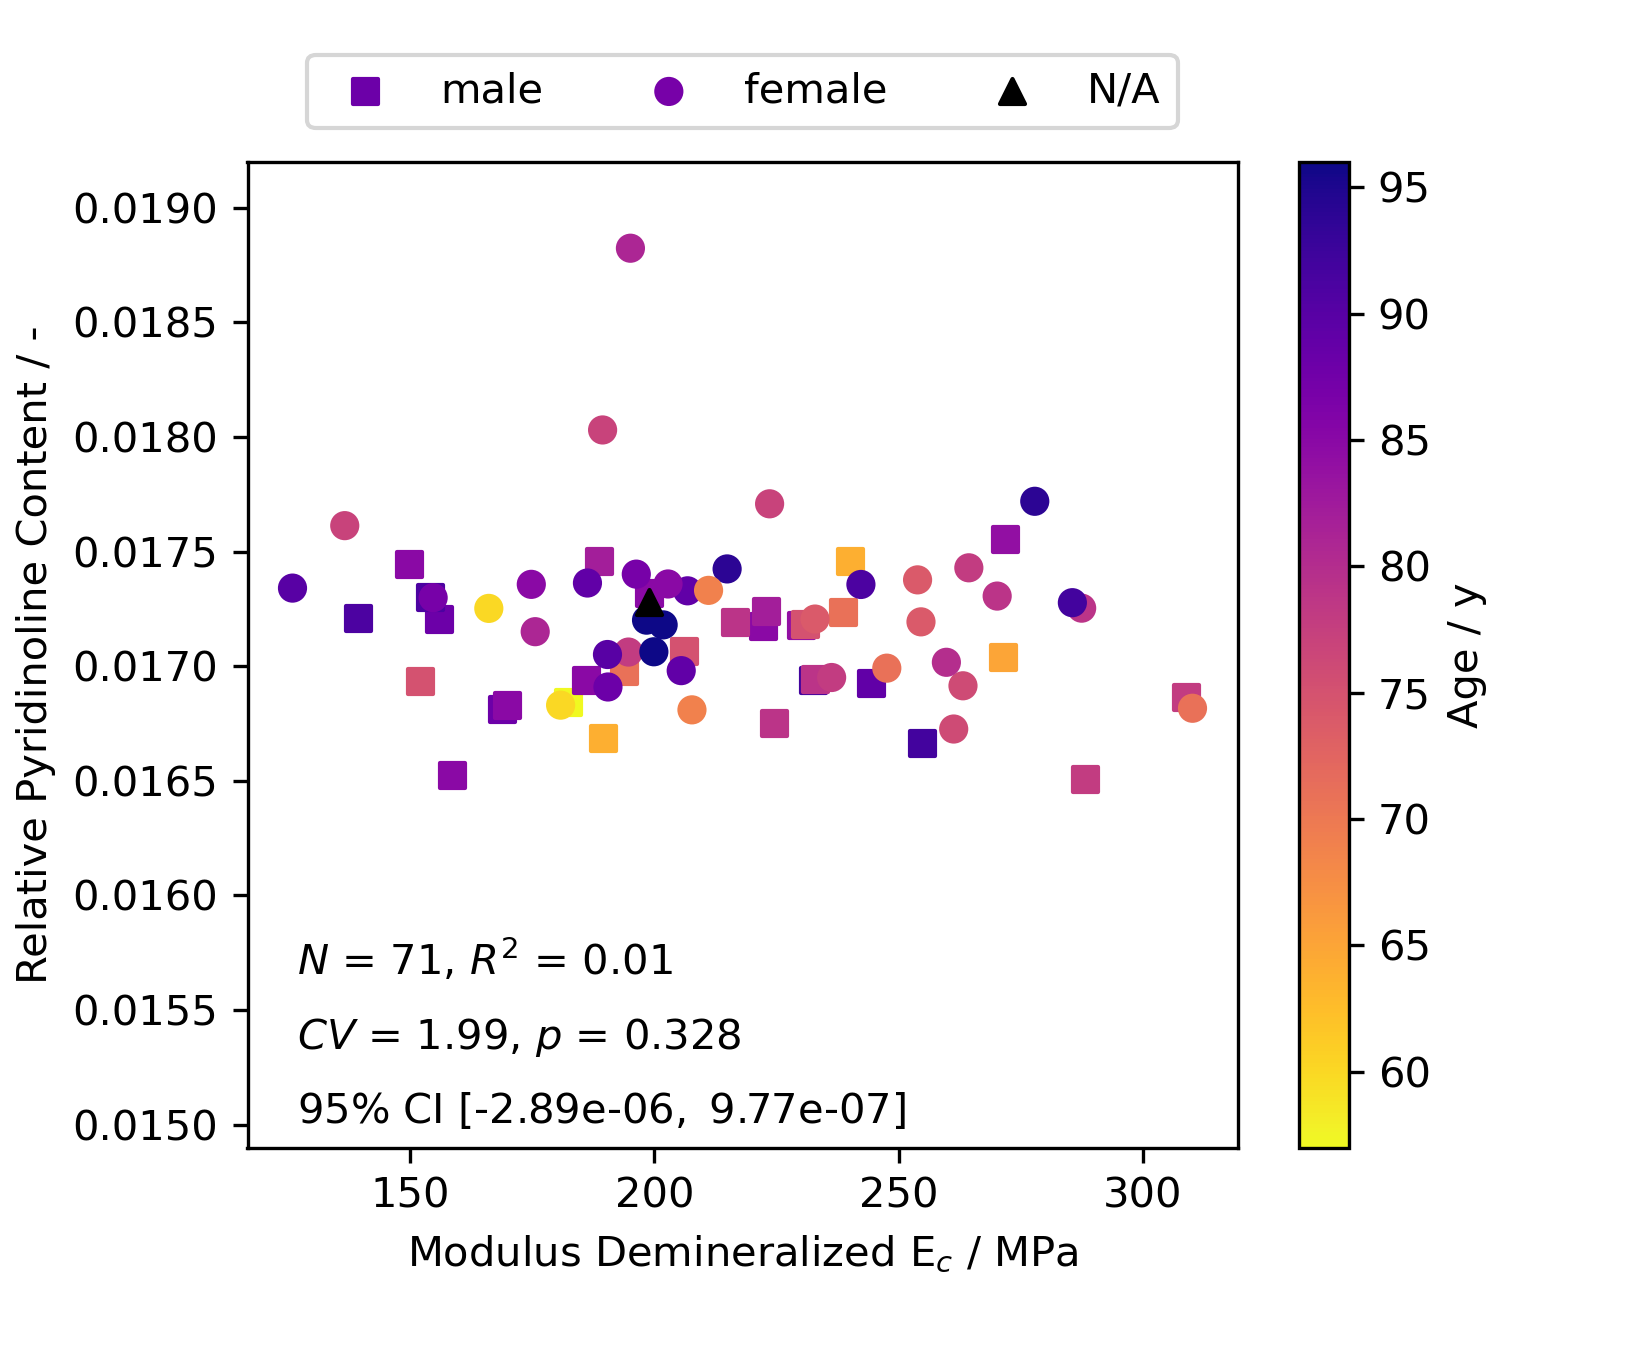 male female N/A
0.0190
0.0185
0.0180
0.0175
0.0170
0.0165
0.0160
0.0155
0.0150
Relative Pyridinoline Content / -
N = 71, R² = 0.01
CV = 1.99, p = 0.328
95% CI [-2.89e-06, 9.77e-07]
150 200 250 300
Modulus Demineralized E_c / MPa
95
90
85
80
75
70
65
60
Age / y